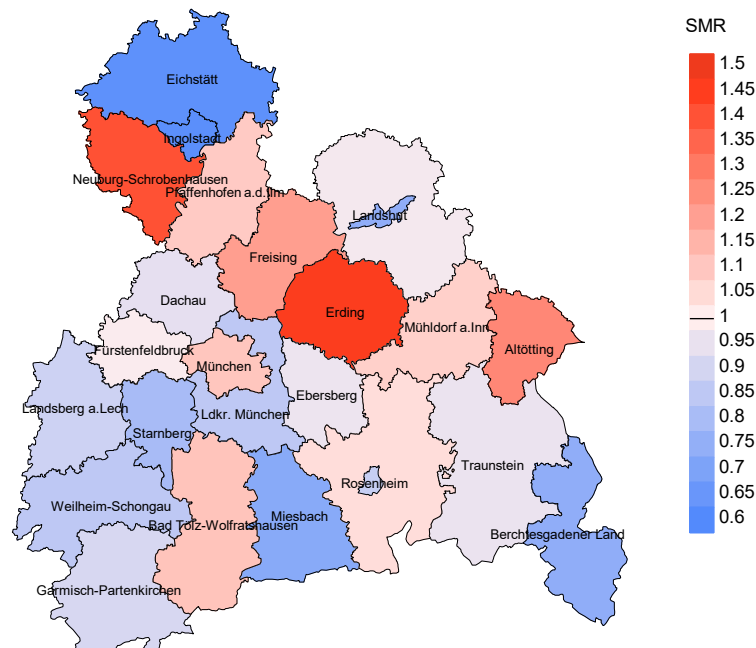 SMR
1.5
1.45
1.4
1.35
1.3
1.25
1.2
1.15
1.1
1.05
1
0.95
0.9
0.85
0.8
0.75
0.7
0.65
0.6
Eichstätt
Ingolstadt
Neuburg-Schrobenhausen
Pfaffenhofen a.d.Ilm
Landshut
Freising
Dachau
Erding
Mühldorf a.Inn
Altötting
Fürstenfeldbruck
München
Ebersberg
Landsberg a.Lech
Ldkr. München
Starnberg
Traunstein
Rosenheim
Weilheim-Schongau
Miesbach
Bad Tölz-Wolfratshausen
Berchtesgadener Land
Garmisch-Partenkirchen